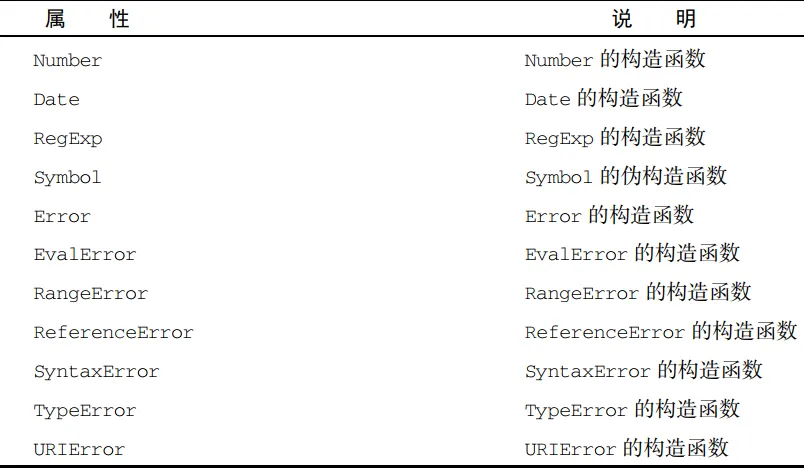 属 性 说 明
Number Number 的构造函数
Date Date 的构造函数
RegExp RegExp 的构造函数
Symbol Symbol 的伪构造函数
Error Error 的构造函数
EvalError EvalError 的构造函数
RangeError RangeError 的构造函数
ReferenceError ReferenceError 的构造函数
SyntaxError SyntaxError 的构造函数
TypeError TypeError 的构造函数
URIError URIError 的构造函数